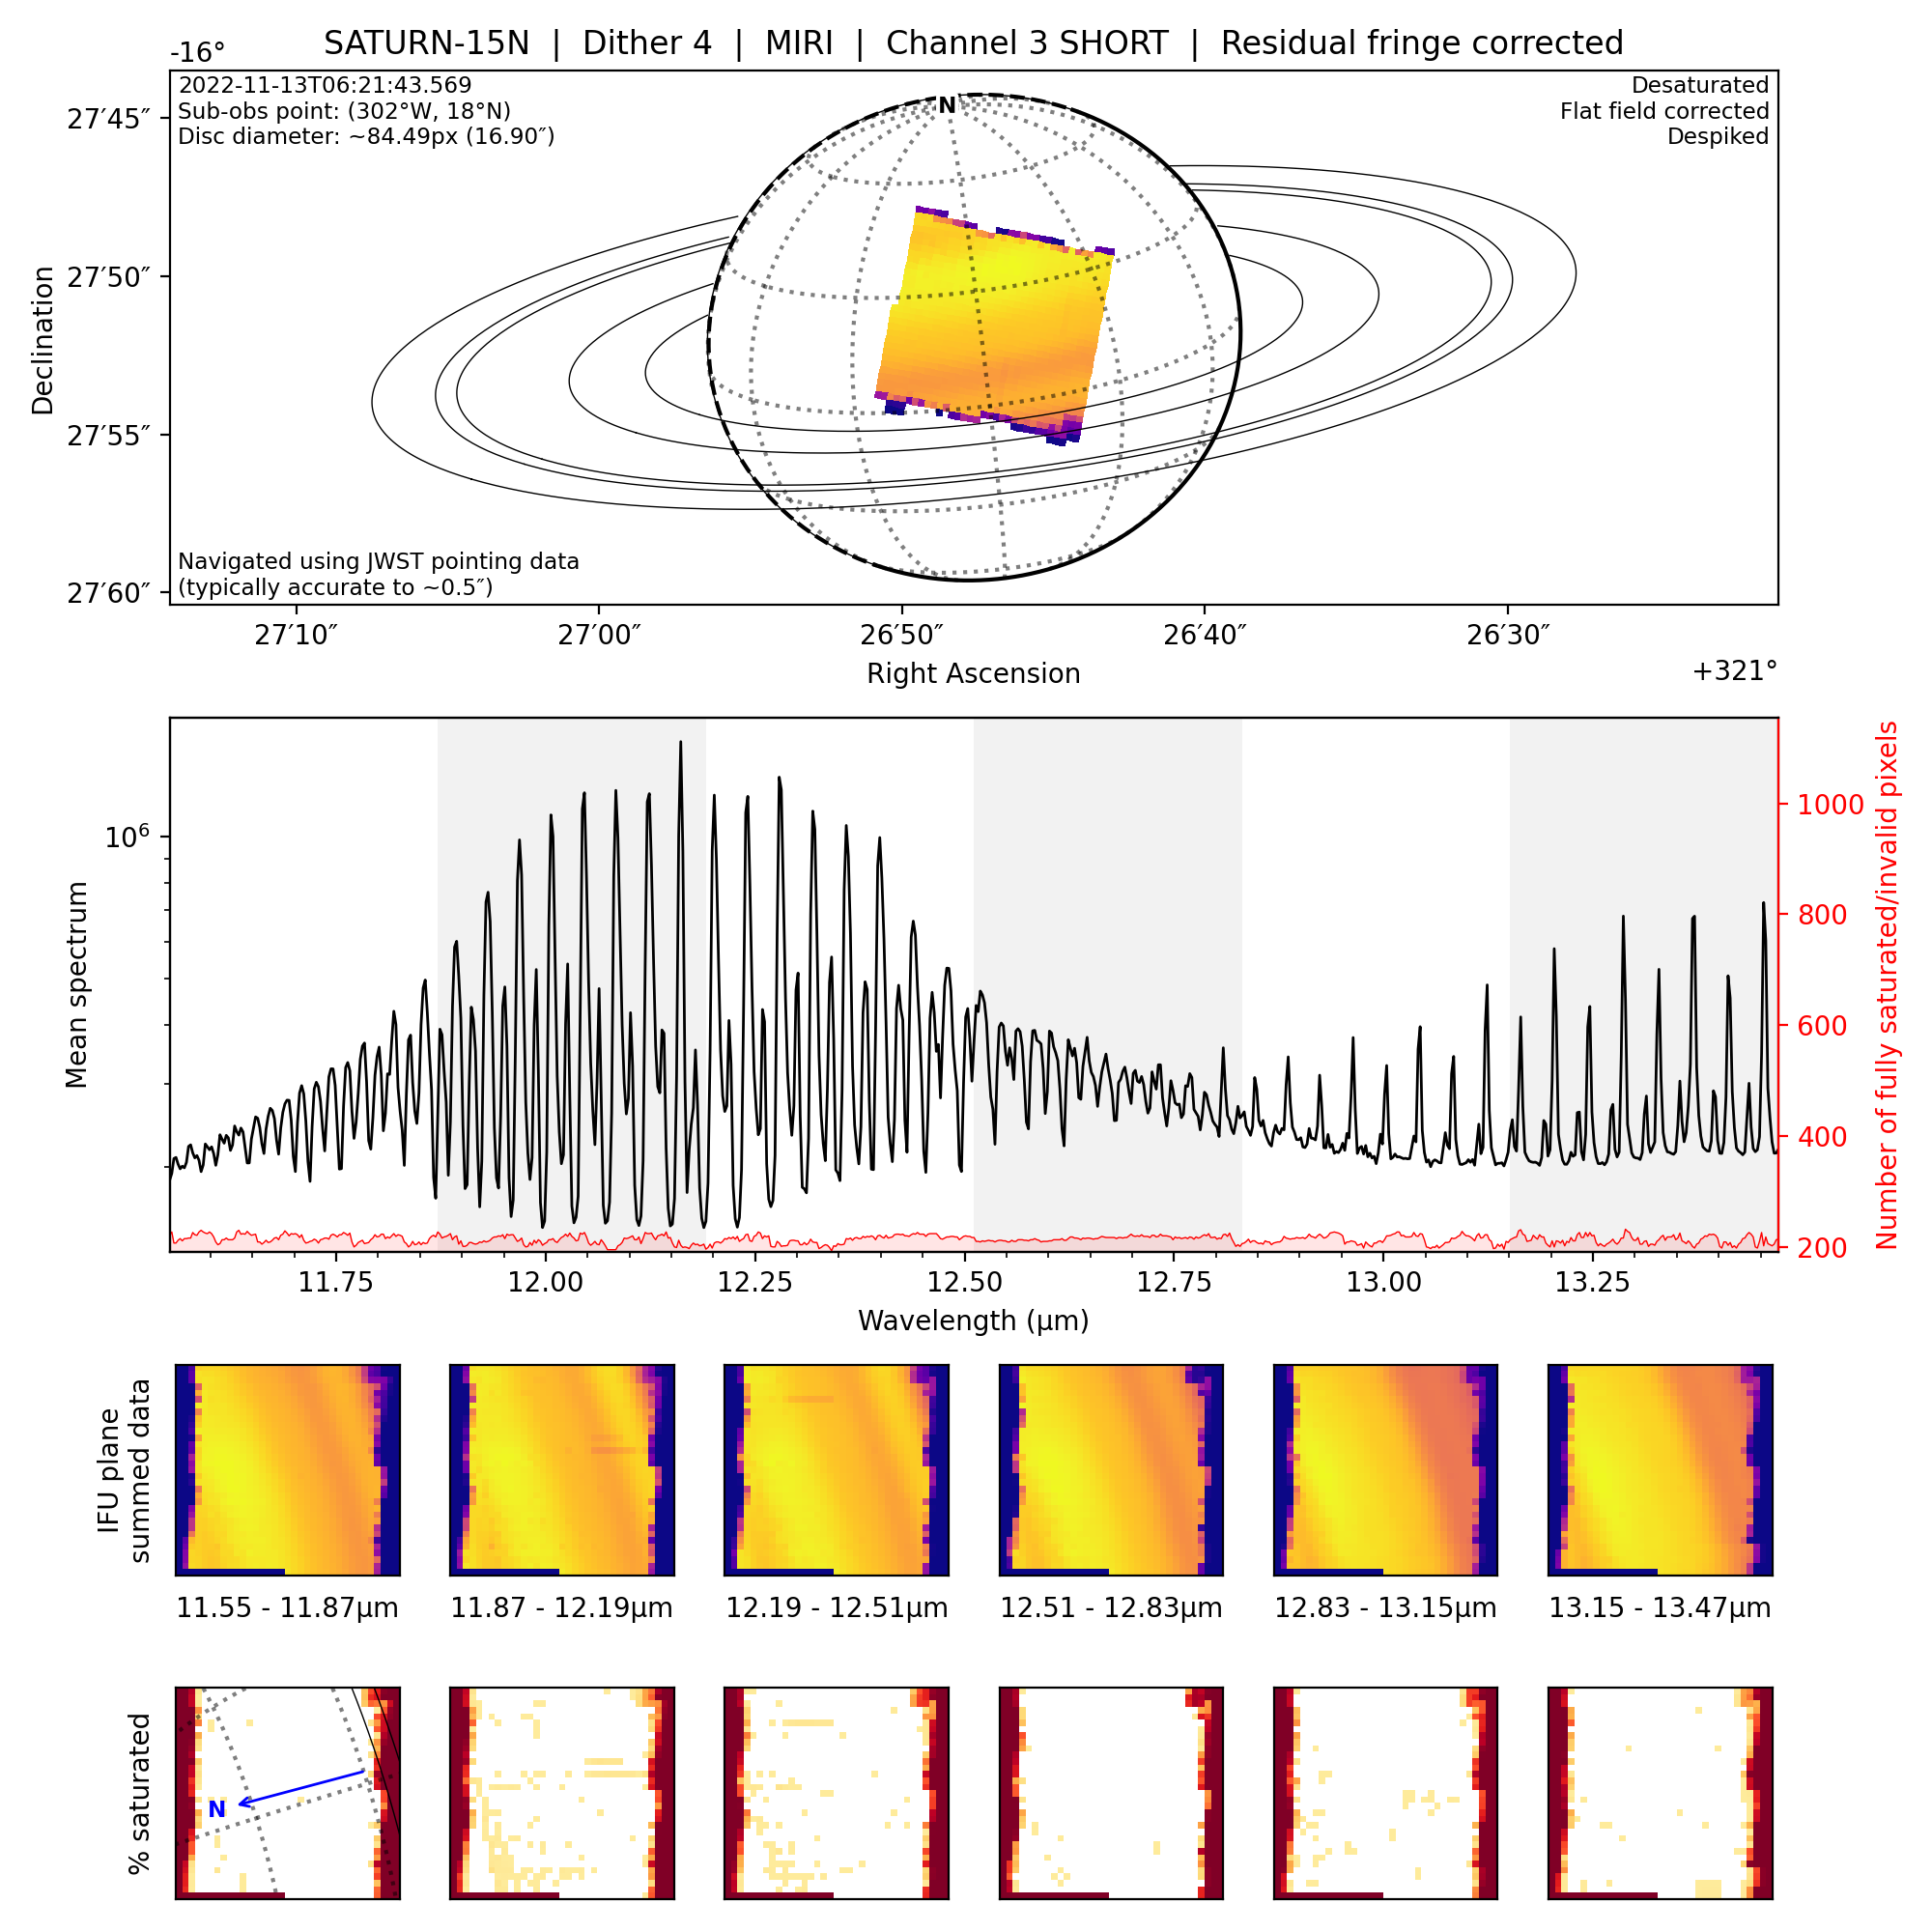 SATURN-15N | Dither 4 | MIRI | Channel 3 SHORT | Residual fringe corrected
-16°
2022-11-13T06:21:43.569
Sub-obs point: (302°W, 18°N)
Disc diameter: ~84.49px (16.90″)
Desaturated
Flat field corrected
Despiked
N
Declination
27′45″
27′50″
27′55″
27′60″
Navigated using JWST pointing data
(typically accurate to ~0.5″)
27′10″ 27′00″ 26′50″ 26′40″ 26′30″
Right Ascension
+321°
Mean spectrum
10⁶
Number of fully saturated/invalid pixels
1000
800
600
400
200
11.75 12.00 12.25 12.50 12.75 13.00 13.25
Wavelength (µm)
IFU plane
summed data
11.55 - 11.87µm 11.87 - 12.19µm 12.19 - 12.51µm 12.51 - 12.83µm 12.83 - 13.15µm 13.15 - 13.47µm
% saturated
N